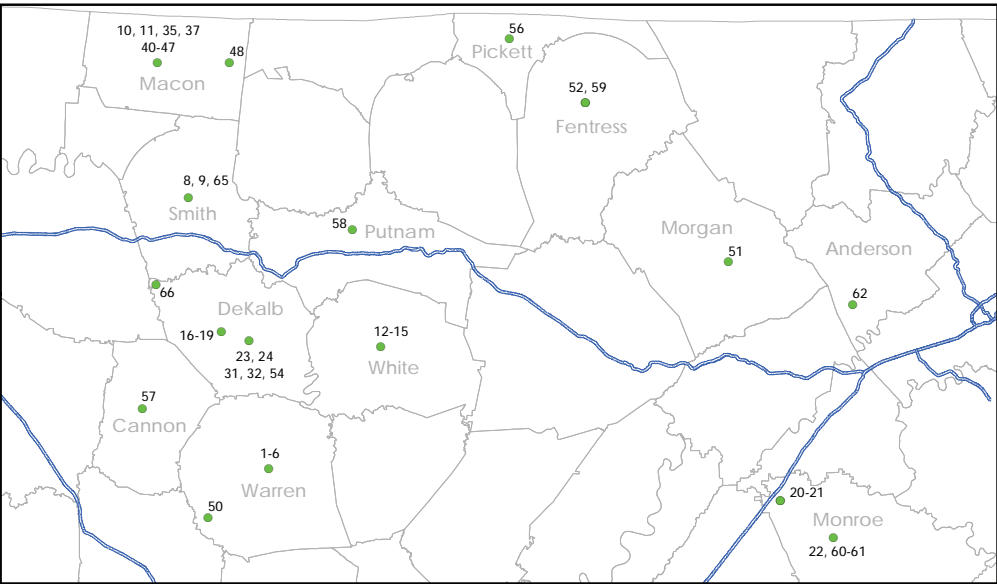 10, 11, 35, 37
40-47
48
Macon
56
Pickett
52, 59
Fentress
8, 9, 65
Smith
58
Putnam
Morgan
51
Anderson
62
66
DeKalb
16-19
23, 24
31, 32, 54
12-15
White
57
Cannon
1-6
Warren
50
20-21
Monroe
22, 60-61